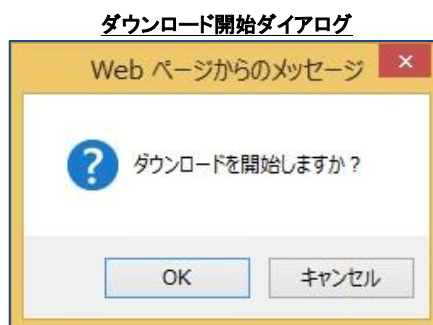 ダウンロード開始ダイアログ
Web ページからのメッセージ
ダウンロードを開始しますか？
OK
キャンセル